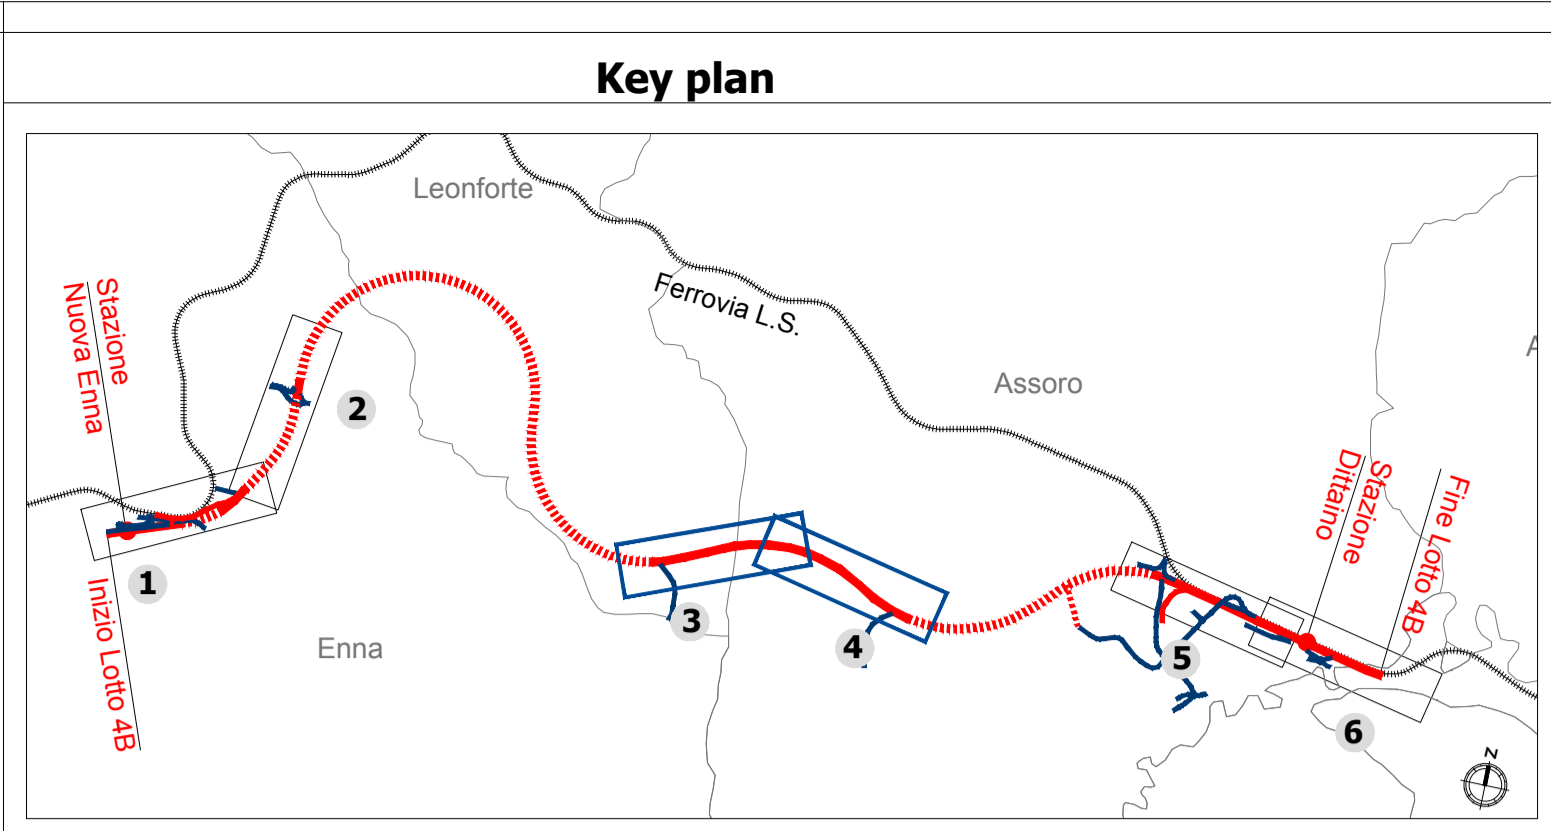 Key plan
Leonforte
Ferrovia L.S.
Stazione
Nuova Enna
Assoro
2
Stazione
Dittaino
Fine Lotto 4B
1
Inizio Lotto 4B
3
4
5
Enna
6
N